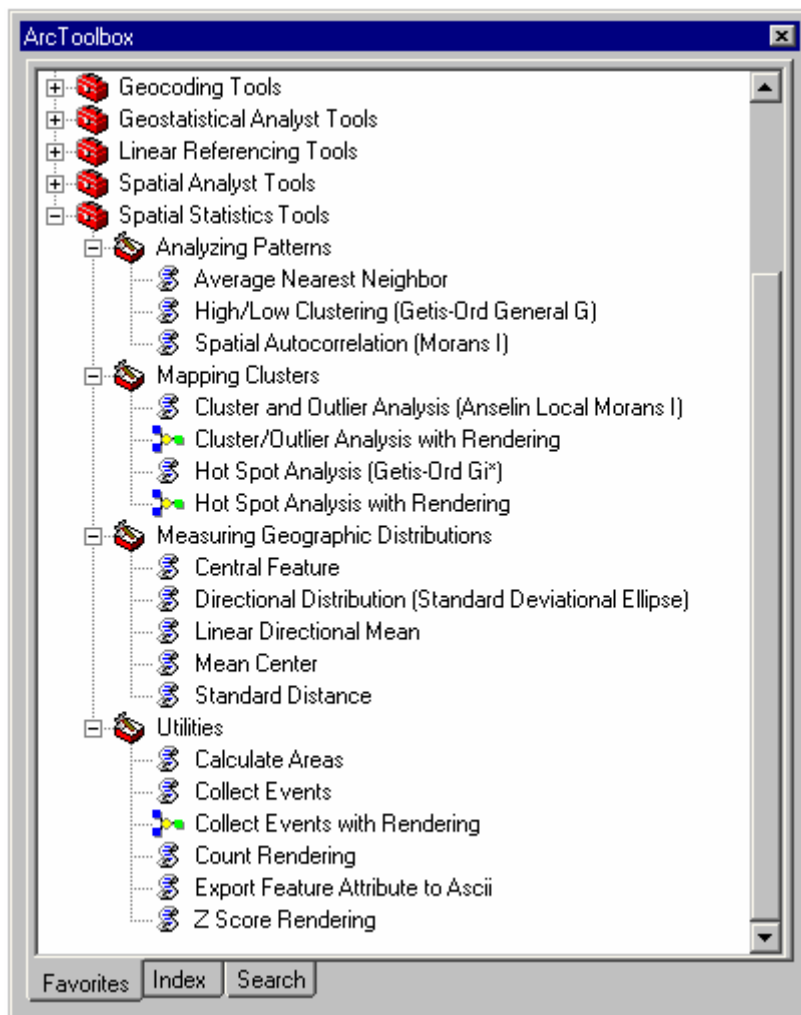 ArcToolbox
Geocoding Tools
Geostatistical Analyst Tools
Linear Referencing Tools
Spatial Analyst Tools
Spatial Statistics Tools
Analyzing Patterns
Average Nearest Neighbor
High/Low Clustering (Getis-Ord General G)
Spatial Autocorrelation (Morans I)
Mapping Clusters
Cluster and Outlier Analysis (Anselin Local Morans I)
Cluster/Outlier Analysis with Rendering
Hot Spot Analysis (Getis-Ord Gi*)
Hot Spot Analysis with Rendering
Measuring Geographic Distributions
Central Feature
Directional Distribution (Standard Deviational Ellipse)
Linear Directional Mean
Mean Center
Standard Distance
Utilities
Calculate Areas
Collect Events
Collect Events with Rendering
Count Rendering
Export Feature Attribute to Ascii
Z Score Rendering
Favorites Index Search